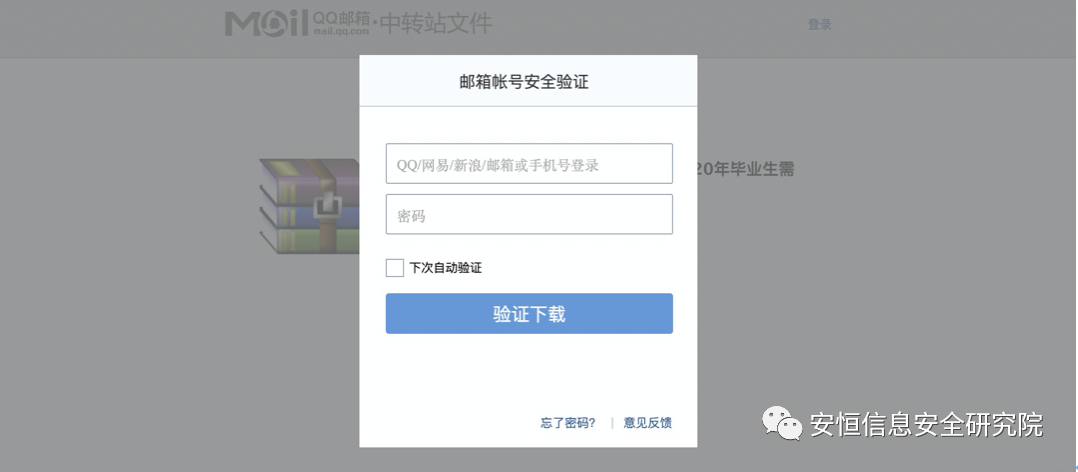 Mail QQ邮箱 mail.qq.com ·中转站文件
登录
邮箱帐号安全验证
QQ/网易/新浪/邮箱或手机号登录
20年毕业生需
密码
下次自动验证
验证下载
忘了密码? | 意见反馈
安恒信息安全研究院